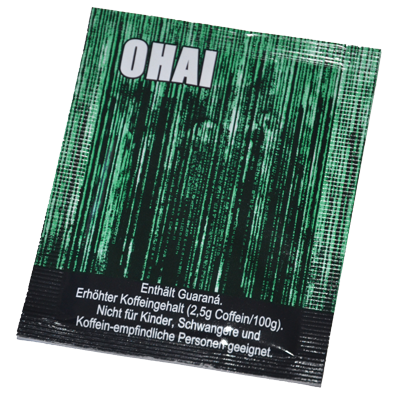 OHAI
Enthält Guaraná.
Erhöhter Koffeingehalt (2,5g Coffein/100g).
Nicht für Kinder, Schwangere und
Koffein-empfindliche Personen geeignet.